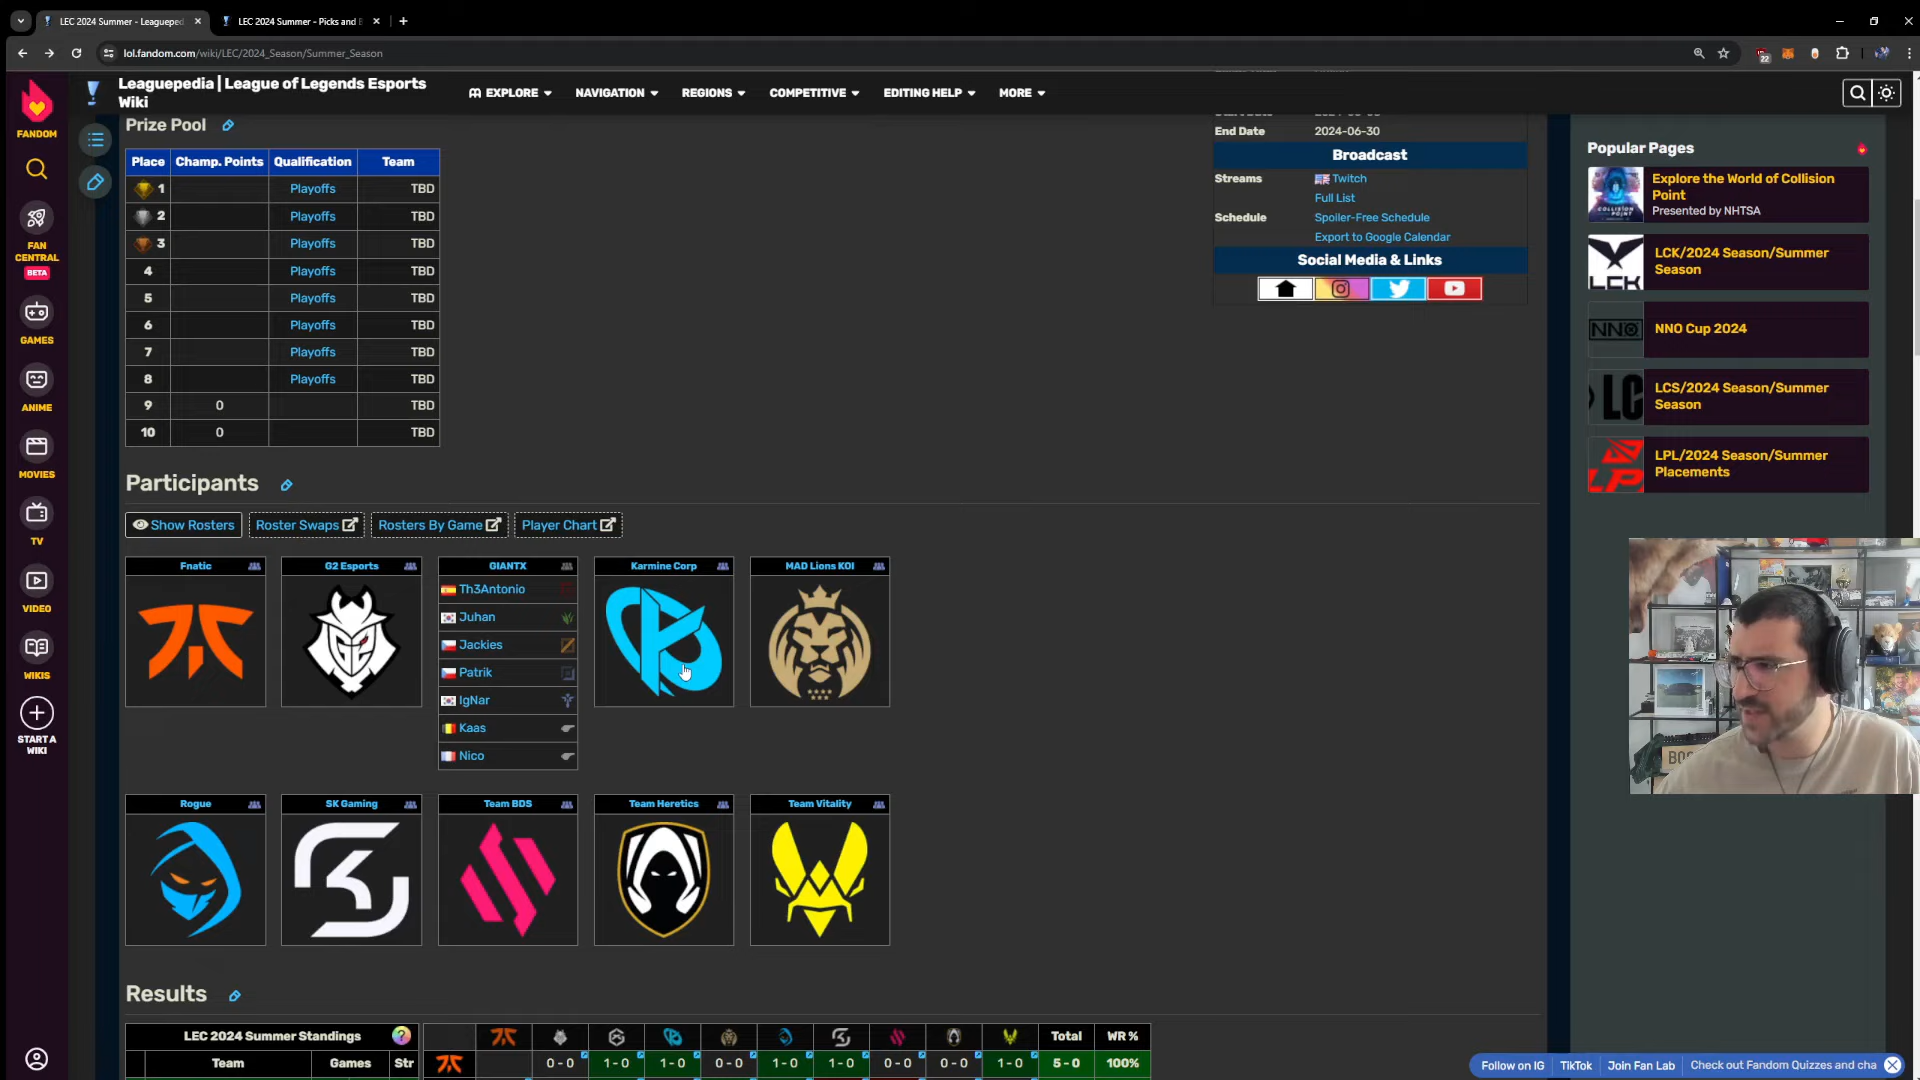 LEC 2024 Summer - Leagueped
LEC 2024 Summer - Picks and B
lol.fandom.com/wiki/LEC/2024_Season/Summer_Season
22
Leaguepedia | League of Legends Esports
Wiki
EXPLORE
NAVIGATION
REGIONS
COMPETITIVE
EDITING HELP
MORE
FANDOM
FAN
CENTRAL
BETA
GAMES
ANIME
MOVIES
TV
VIDEO
WIKIS
START A
WIKI
Prize Pool
Place Champ. Points Qualification Team
1 Playoffs TBD
2 Playoffs TBD
3 Playoffs TBD
4 Playoffs TBD
5 Playoffs TBD
6 Playoffs TBD
7 Playoffs TBD
8 Playoffs TBD
9 0 TBD
10 0 TBD
End Date 2024-06-30
Broadcast
Streams Twitch
Full List
Schedule Spoiler-Free Schedule
Export to Google Calendar
Social Media & Links
Popular Pages
Explore the World of Collision
Point
Presented by NHTSA
LCK/2024 Season/Summer
Season
NNO Cup 2024
LCS/2024 Season/Summer
Season
LPL/2024 Season/Summer
Placements
Participants
Show Rosters Roster Swaps Rosters By Game Player Chart
Fnatic G2 Esports GIANTX Karmine Corp MAD Lions KOI
Th3Antonio
Juhan
Jackies
Patrik
IgNar
Kaas
Nico
Rogue SK Gaming Team BDS Team Heretics Team Vitality
Results
LEC 2024 Summer Standings Total WR %
Team Games Str 0 - 0 1 - 0 1 - 0 0 - 0 1 - 0 1 - 0 0 - 0 0 - 0 1 - 0 5 - 0 100%
Follow on IG TikTok Join Fan Lab Check out Fandom Quizzes and cha